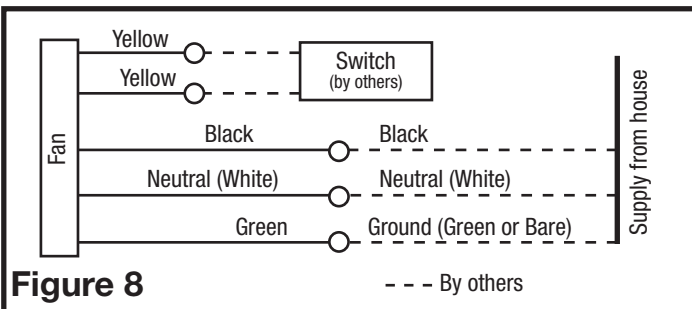 Yellow
Yellow
Switch
(by others)
Fan
Black
Black
Neutral (White)
Neutral (White)
Green
Ground (Green or Bare)
Supply from house
Figure 8
--- By others